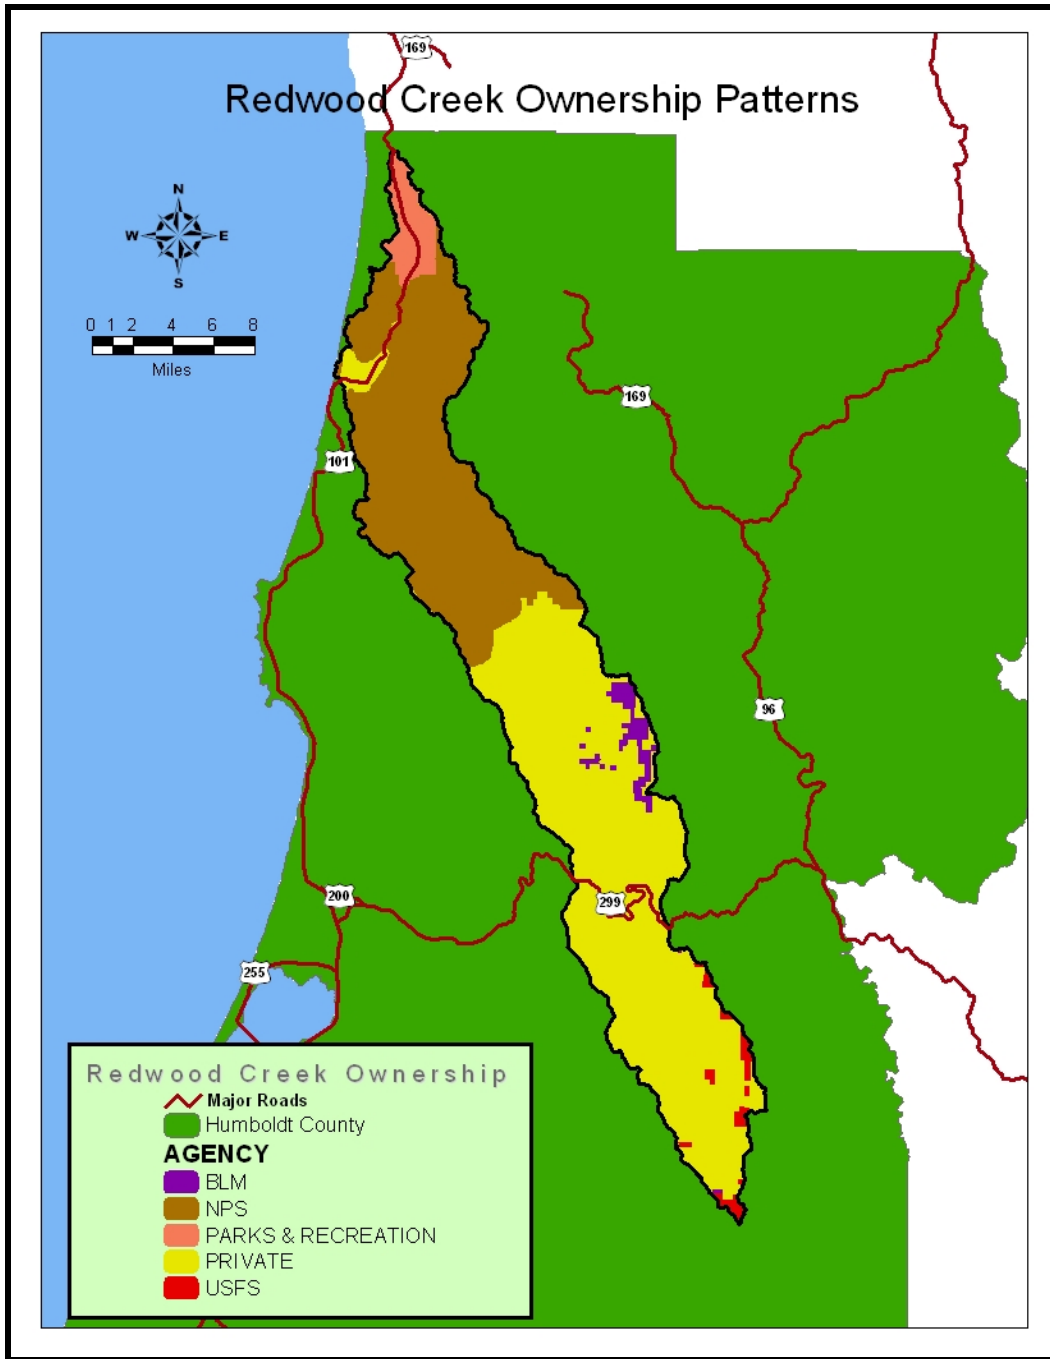 169
Redwood Creek Ownership Patterns
N
W E
S
0 1 2 4 6 8
Miles
169
101
96
200
299
255
Redwood Creek Ownership
Major Roads
Humboldt County
AGENCY
BLM
NPS
PARKS & RECREATION
PRIVATE
USFS